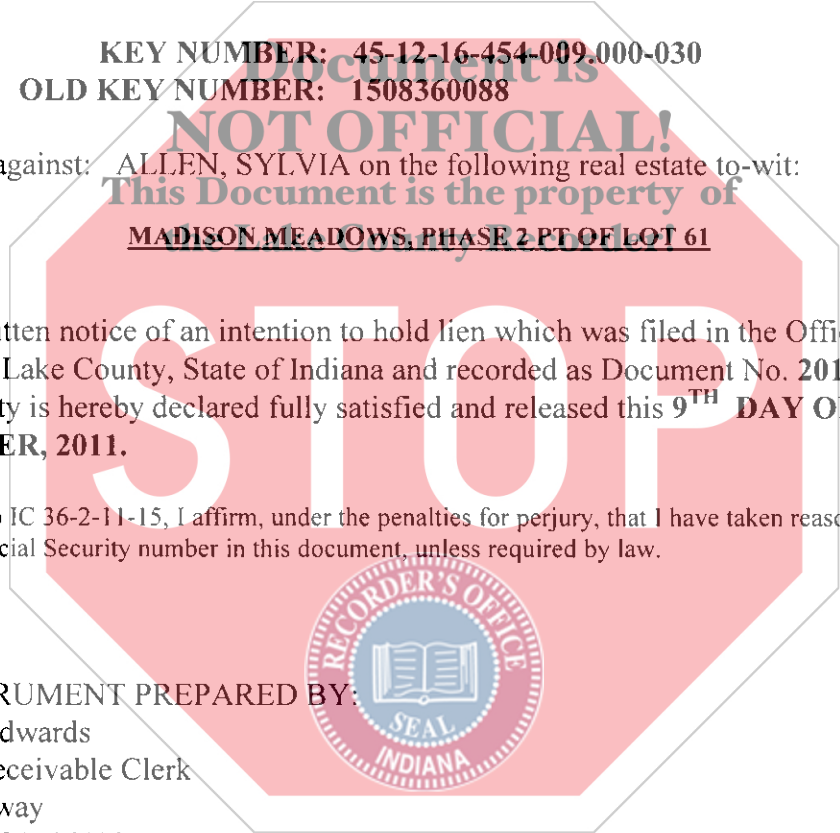 KEY NUMBER: 45-12-16-454-009.000-030
Document is
OLD KEY NUMBER: 1508360088
NOT OFFICIAL!
against: ALLEN, SYLVIA on the following real estate to-wit:
This Document is the property of
MADISON MEADOWS, PHASE 2 PT OF LOT 61
the Lake County Recorder!
itten notice of an intention to hold lien which was filed in the Offi
Lake County, State of Indiana and recorded as Document No. 201
ty is hereby declared fully satisfied and released this 9TH DAY O
ER, 2011.
STOP
IC 36-2-11-15, I affirm, under the penalties for perjury, that I have taken reaso
cial Security number in this document, unless required by law.
RECORDER'S OFFICE
SEAL
INDIANA
RUMENT PREPARED BY:
dwards
eceivable Clerk
way